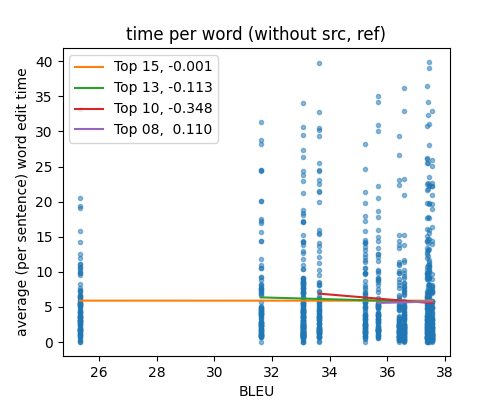 time per word (without src, ref)
average (per sentence) word edit time
40
35
30
25
20
15
10
5
0
Top 15, -0.001
Top 13, -0.113
Top 10, -0.348
Top 08,  0.110
26
28
30
32
34
36
38
BLEU